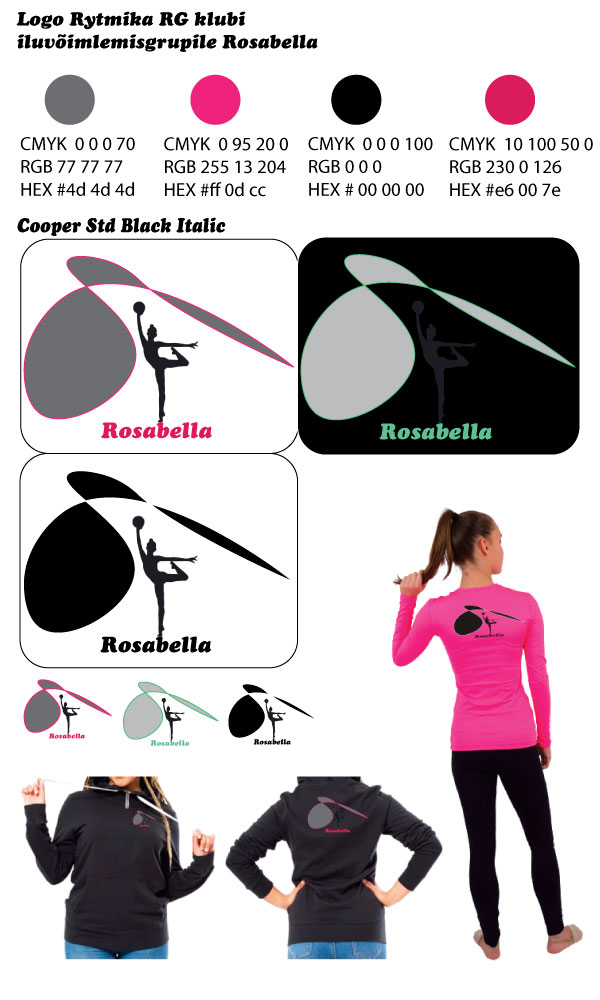 Logo Rytmika RG klubi
iluvõimlemisgrupile Rosabella
CMYK 0 0 0 70
RGB 77 77 77
HEX #4d 4d 4d
CMYK 0 95 20 0
RGB 255 13 204
HEX #ff 0d cc
CMYK 0 0 0 100
RGB 0 0 0
HEX # 00 00 00
CMYK 10 100 50 0
RGB 230 0 126
HEX #e6 00 7e
Cooper Std Black Italic
Rosabella
Rosabella
Rosabella
Rosabella
Rosabella
Rosabella
Rosabella
Rosabella